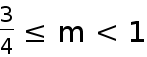 3/4 ≤ m < 1